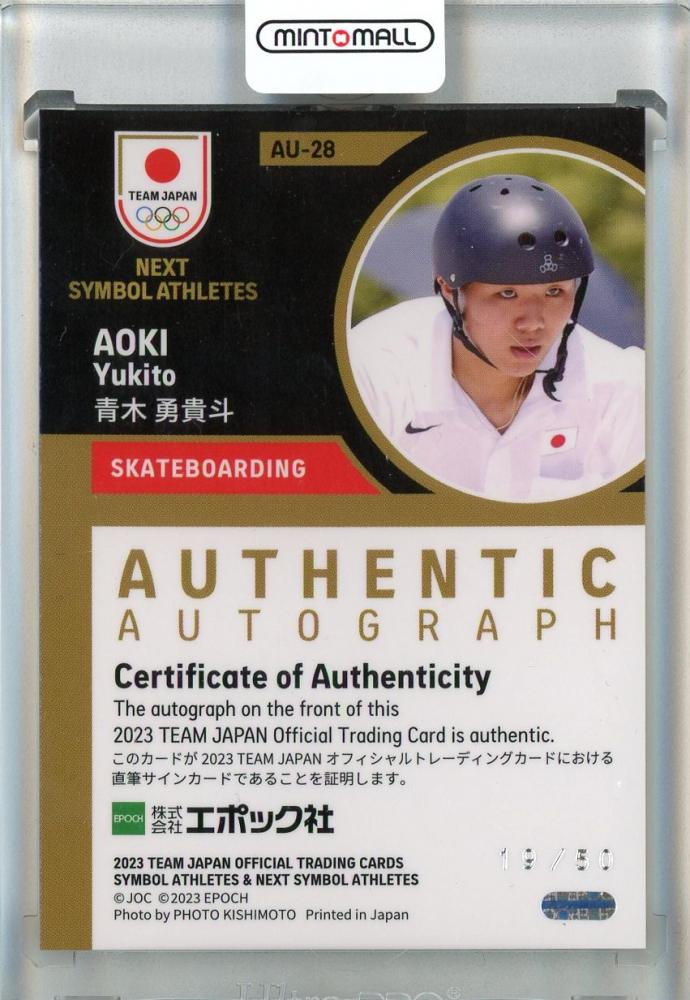 MINT MALL
AU-28
TEAM JAPAN
NEXT
SYMBOL ATHLETES
AOKI
Yukito
青木 勇貴斗
SKATEBOARDING
AUTHENTIC
AUTOGRAPH
Certificate of Authenticity
The autograph on the front of this
2023 TEAM JAPAN Official Trading Card is authentic.
このカードが 2023 TEAM JAPAN オフィシャルトレーディングカードにおける
直筆サインカードであることを証明します。
EPOCH 株式会社 エポック社
19/50
2023 TEAM JAPAN OFFICIAL TRADING CARDS
SYMBOL ATHLETES & NEXT SYMBOL ATHLETES
©JOC ©2023 EPOCH
Photo by PHOTO KISHIMOTO Printed in Japan